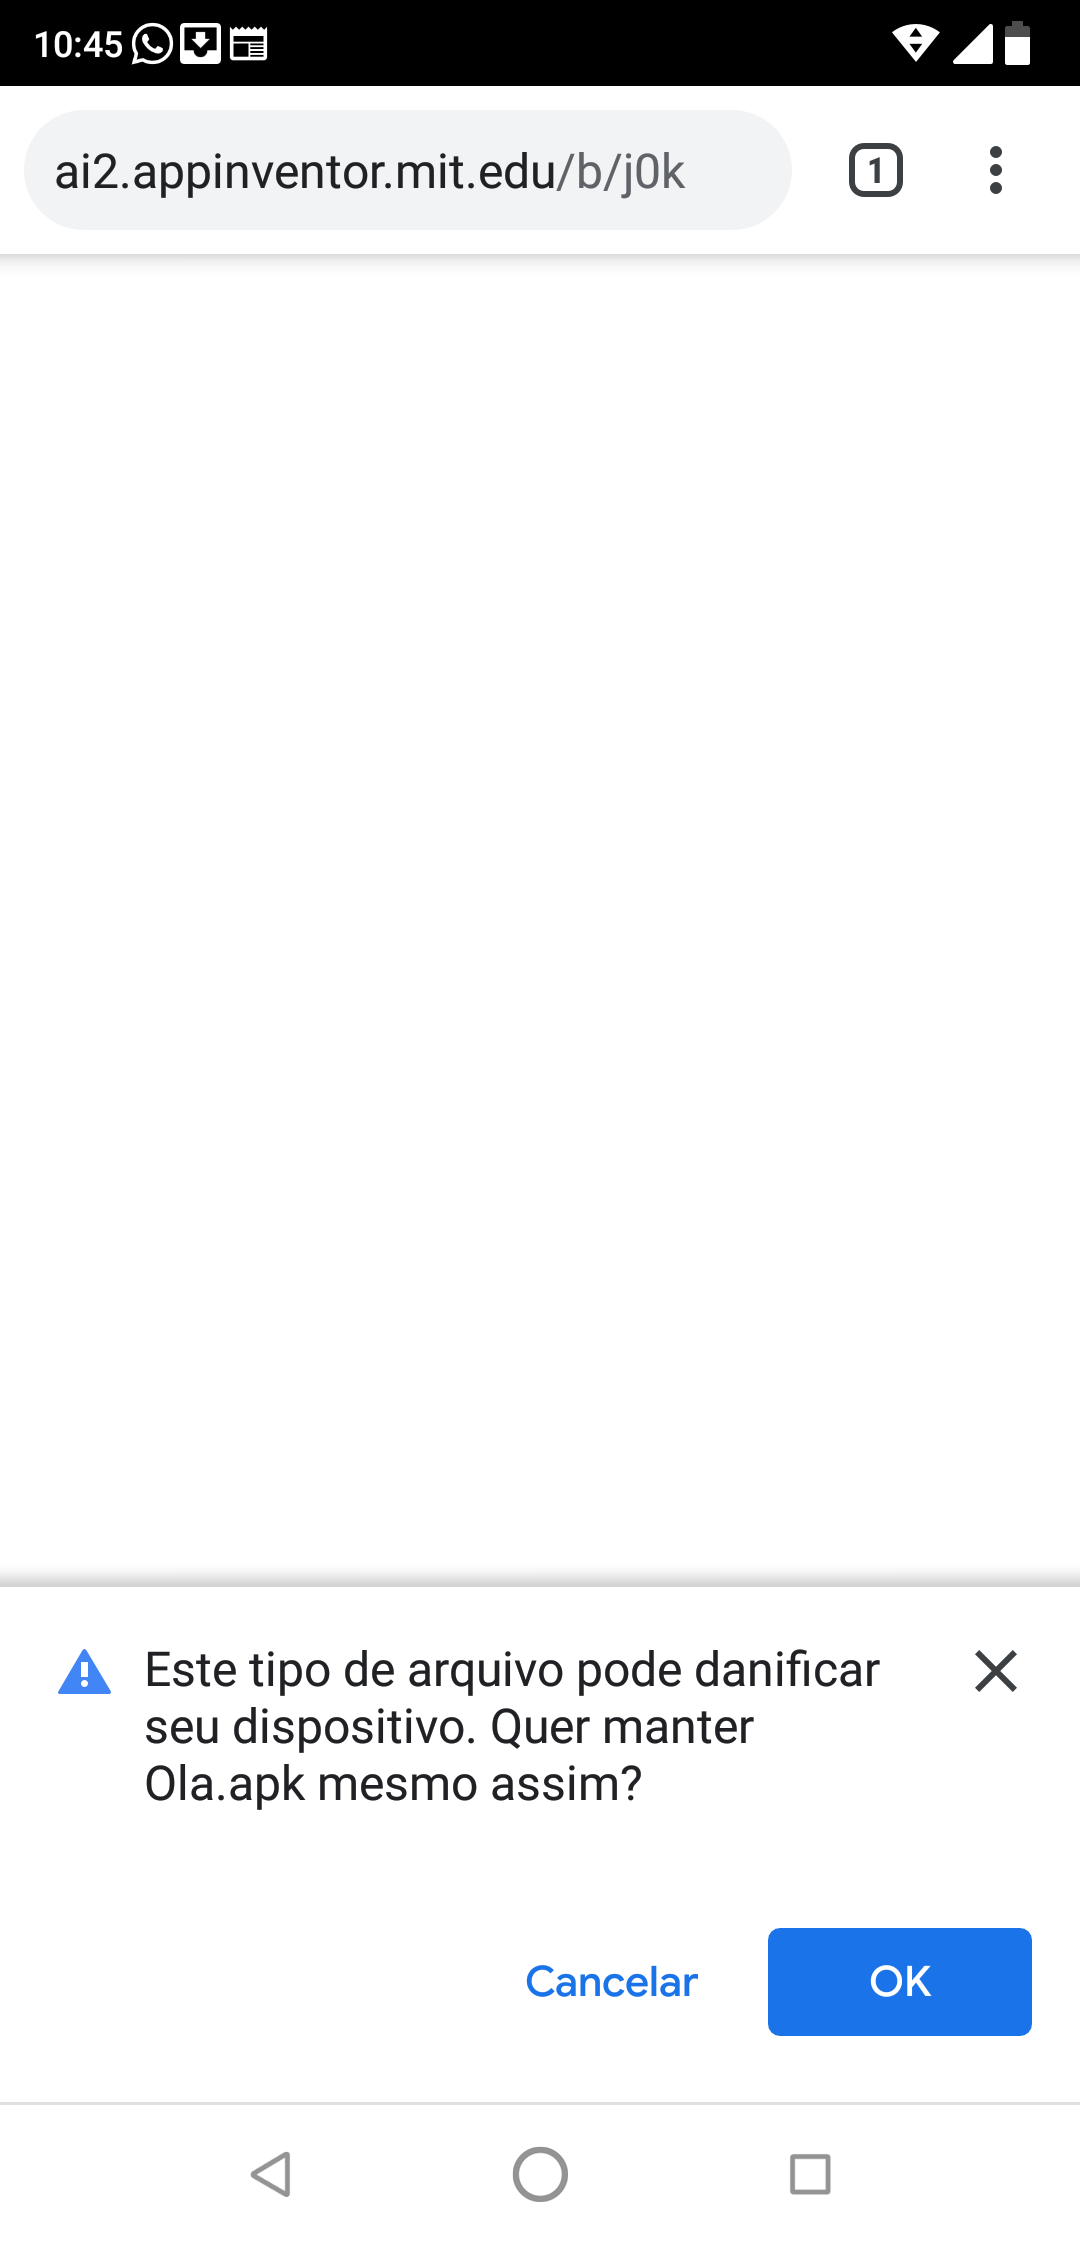 10:45
ai2.appinventor.mit.edu/b/j0k
1
Este tipo de arquivo pode danificar
seu dispositivo. Quer manter
Ola.apk mesmo assim?
Cancelar
OK